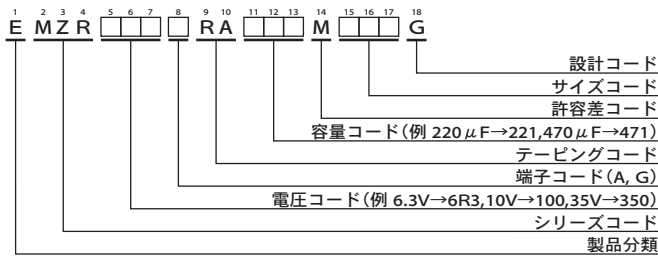 1 2 3 4 5 6 7 8 9 10 11 12 13 14 15 16 17 18
E MZR □□□ □ RA □□□ M □□□ G
設計コード
サイズコード
許容差コード
容量コード(例 220μF→221,470μF→471)
テーピングコード
端子コード(A, G)
電圧コード(例 6.3V→6R3,10V→100,35V→350)
シリーズコード
製品分類